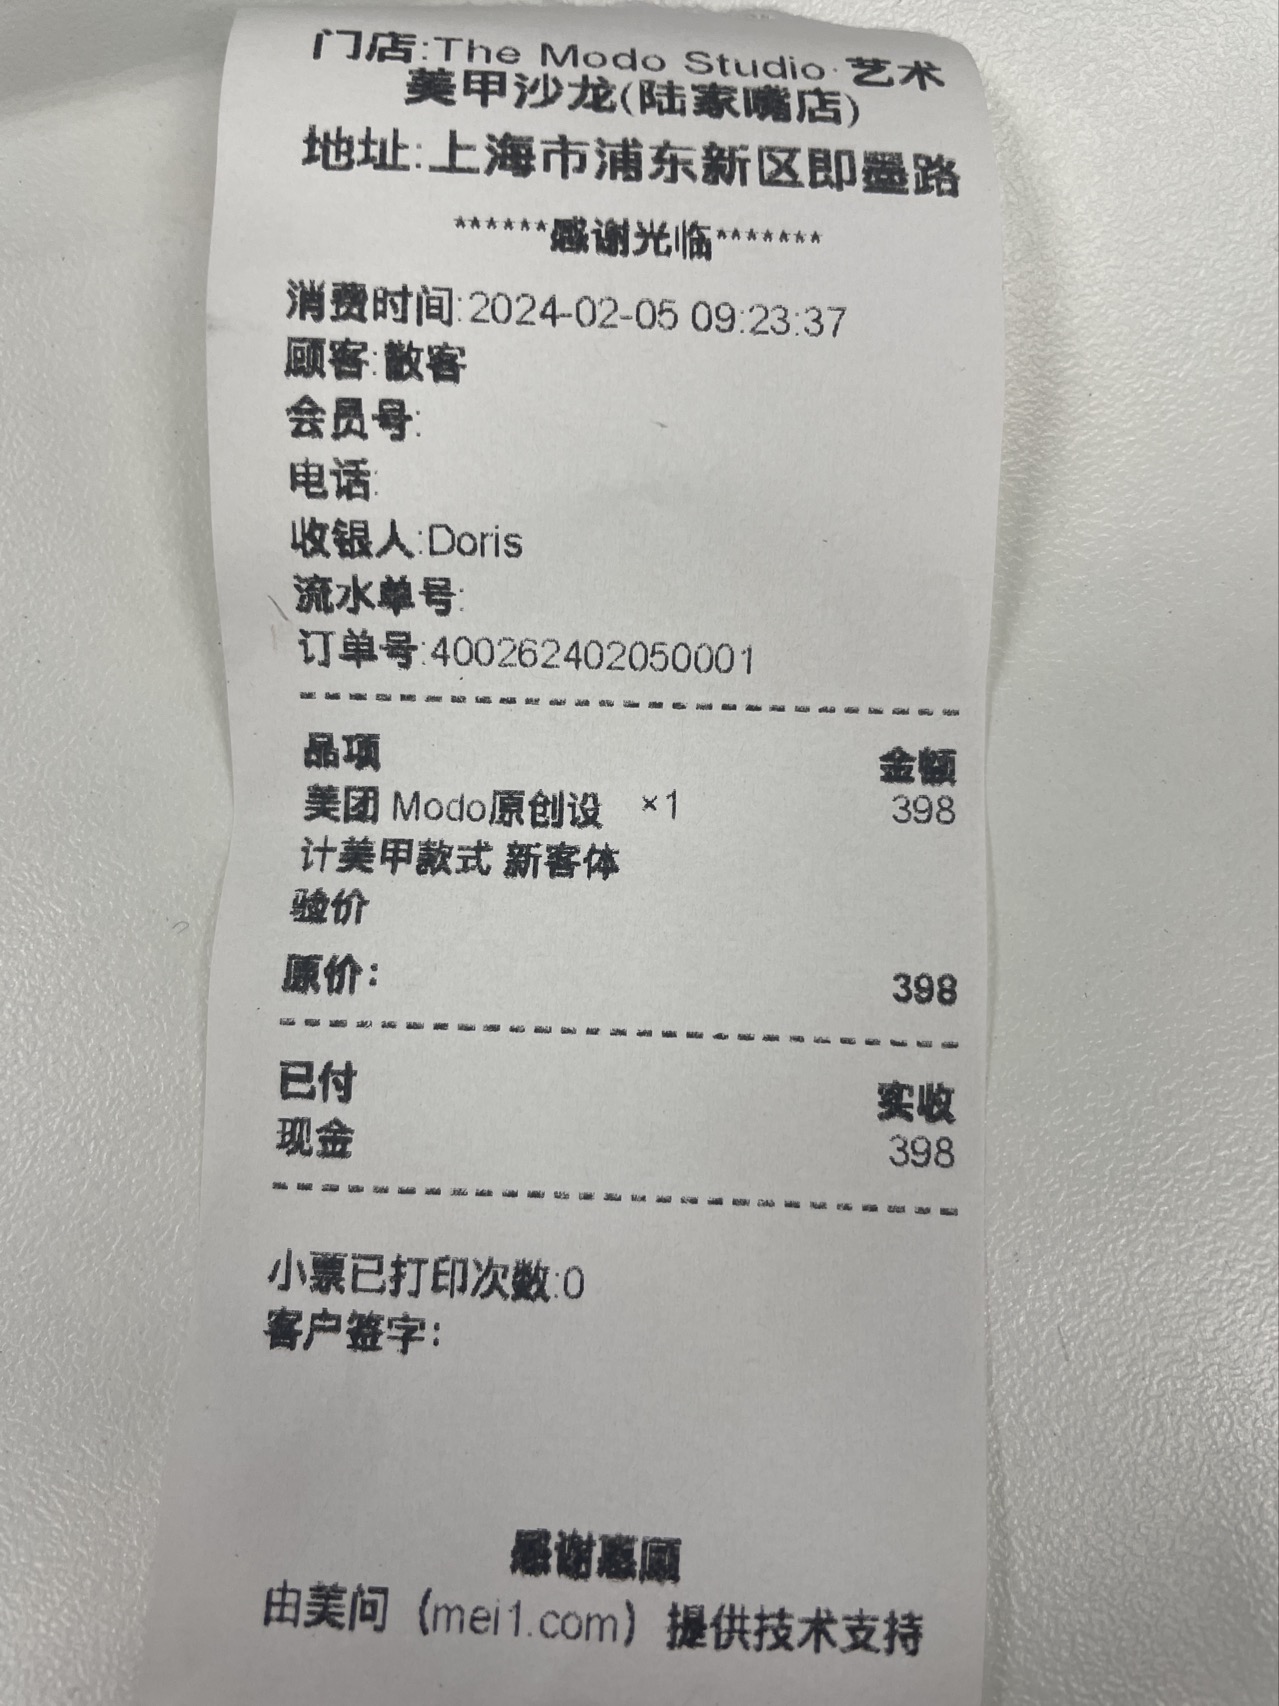 门店:The Modo Studio·艺术
美甲沙龙(陆家嘴店)
地址:上海市浦东新区即墨路
******感谢光临*******
消费时间:2024-02-05 09:23:37
顾客:散客
会员号:
电话:
收银人:Doris
流水单号:
订单号:400262402050001
品项 金额
美团 Modo原创设 ×1 398
计美甲款式 新客体
验价
原价: 398
已付 实收
现金 398
小票已打印次数:0
客户签字:
感谢惠顾
由美问（mei1.com）提供技术支持